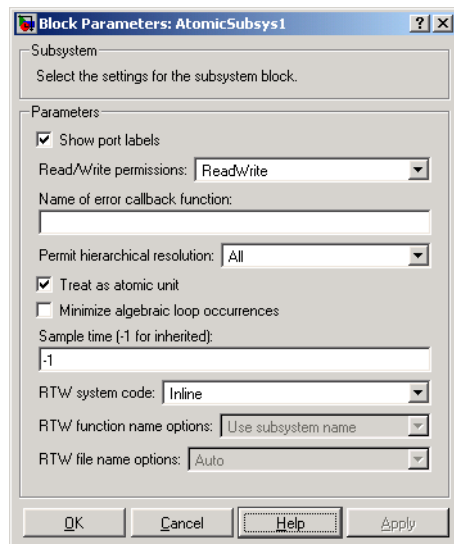 Block Parameters: AtomicSubsys1
Subsystem
Select the settings for the subsystem block.
Parameters
Show port labels
Read/Write permissions: ReadWrite
Name of error callback function:
Permit hierarchical resolution: All
Treat as atomic unit
Minimize algebraic loop occurrences
Sample time (-1 for inherited):
-1
RTW system code: Inline
RTW function name options: Use subsystem name
RTW file name options: Auto
OK Cancel Help Apply